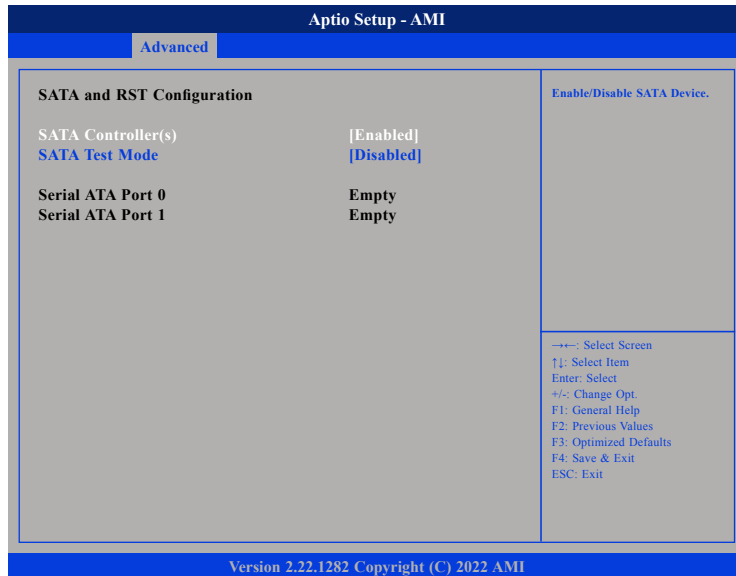 Aptio Setup - AMI
Advanced
SATA and RST Configuration
SATA Controller(s) [Enabled]
SATA Test Mode [Disabled]
Serial ATA Port 0 Empty
Serial ATA Port 1 Empty
Enable/Disable SATA Device.
→←: Select Screen
↑↓: Select Item
Enter: Select
+/-: Change Opt.
F1: General Help
F2: Previous Values
F3: Optimized Defaults
F4: Save & Exit
ESC: Exit
Version 2.22.1282 Copyright (C) 2022 AMI